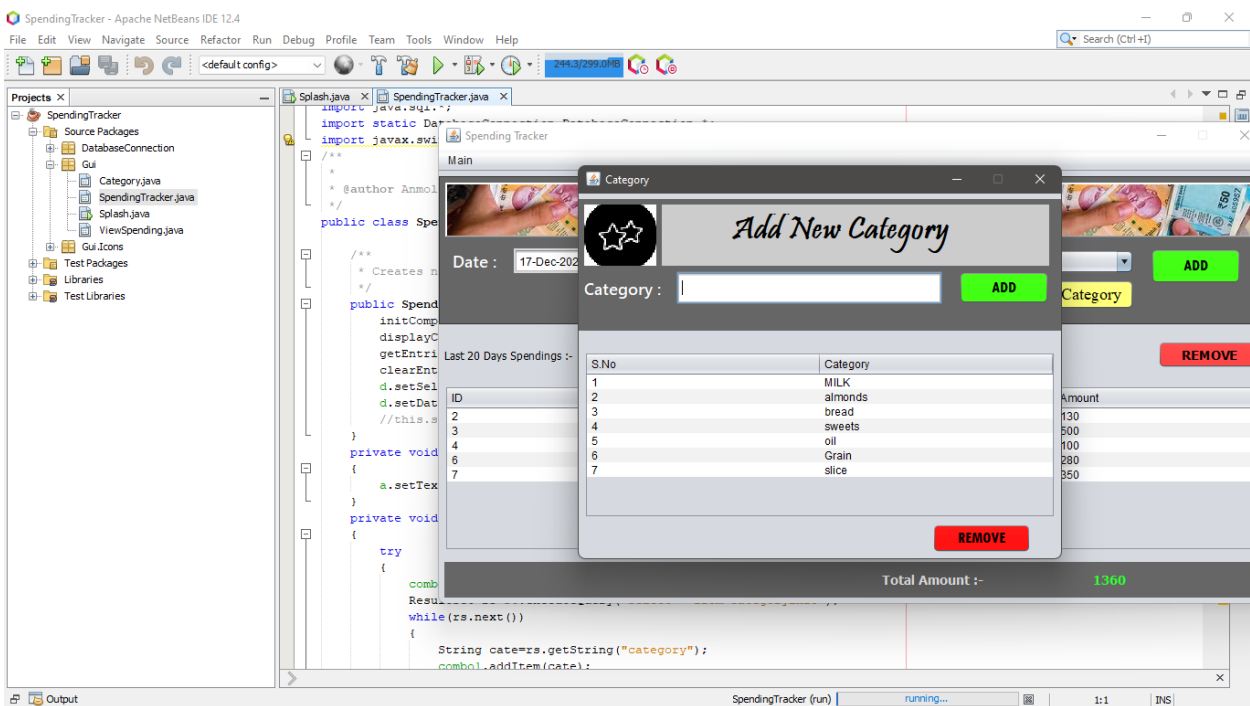 SpendingTracker - Apache NetBeans IDE 12.4
File Edit View Navigate Source Refactor Run Debug Profile Team Tools Window Help
Search (Ctrl+I)
<default config>
244.3/299.0MB
Projects
Splash.java
SpendingTracker.java
SpendingTracker
Source Packages
DatabaseConnection
Gui
Category.java
SpendingTracker.java
Splash.java
ViewSpending.java
Gui.Icons
Test Packages
Libraries
Test Libraries
import java.sql.*;
import static DatabaseConnection.DatabaseConnection.*;
import javax.swi
/**
*
* @author Anmol
*/
public class Spe
/**
* Creates n
*/
public Spend
initComp
displayC
getEntri
clearEnt
d.setSel
d.setDat
//this.s
}
private void
{
a.setTex
}
private void
{
try
{
comb
while(rs.next())
{
String cate=rs.getString("category");
combo1.addItem(cate);
Spending Tracker
Main
Date :
17-Dec-202
ADD
Category
Last 20 Days Spendings :-
REMOVE
ID
Amount
2
130
3
500
4
100
6
280
7
350
Total Amount :-
1360
₹50
Category
Add New Category
Category :
ADD
S.No
Category
1
MILK
2
almonds
3
bread
4
sweets
5
oil
6
Grain
7
slice
REMOVE
Output
SpendingTracker (run)
running...
1:1
INS